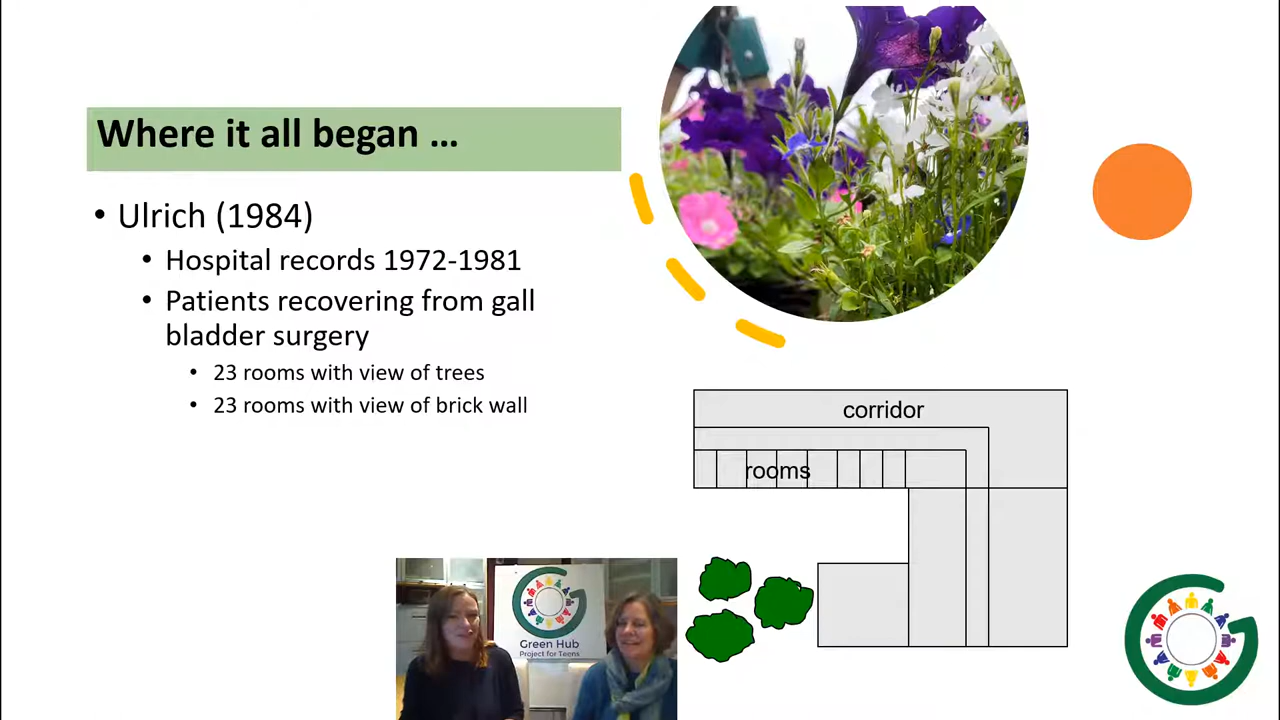 Where it all began ...
• Ulrich (1984)
• Hospital records 1972-1981
• Patients recovering from gall
bladder surgery
• 23 rooms with view of trees
• 23 rooms with view of brick wall
corridor
rooms
Green Hub
Project for Teens